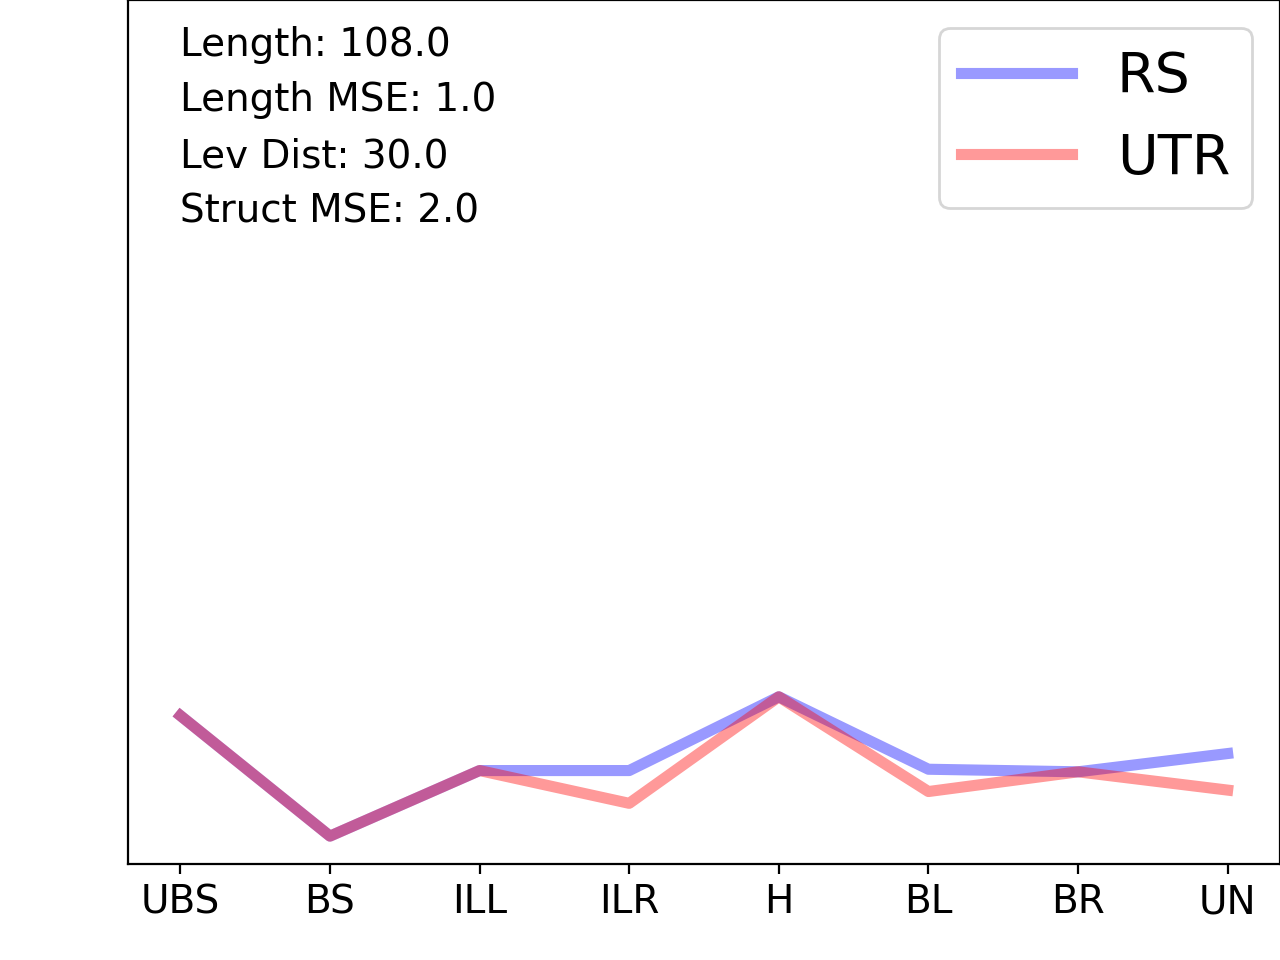 Length: 108.0
Length MSE: 1.0
Lev Dist: 30.0
Struct MSE: 2.0
RS
UTR
UBS BS ILL ILR H BL BR UN